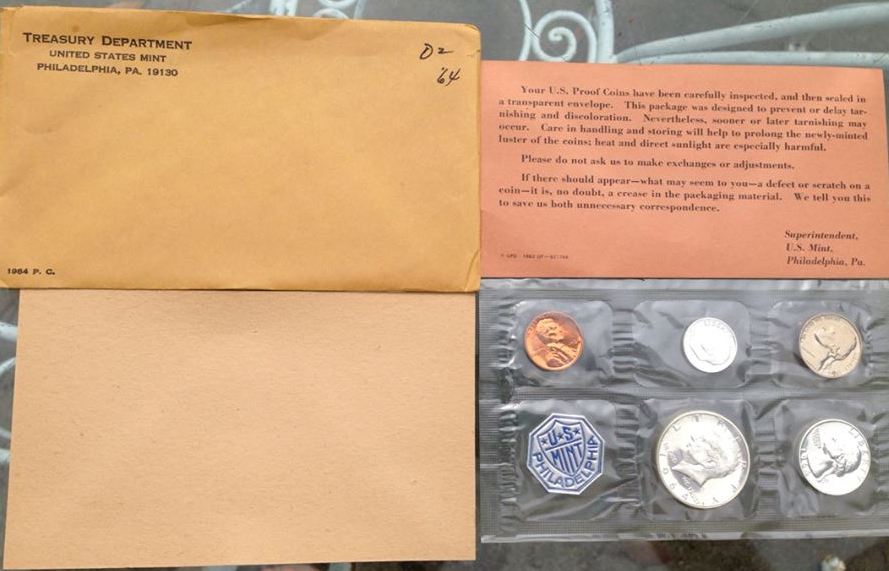 TREASURY DEPARTMENT
UNITED STATES MINT
PHILADELPHIA, PA. 19130
D2
'64
1964 P. C.
Your U.S. Proof Coins have been carefully inspected, and then sealed in
a transparent envelope. This package was designed to prevent or delay tar-
nishing and discoloration. Nevertheless, sooner or later tarnishing may
occur. Care in handling and storing will help to prolong the newly-minted
luster of the coins; heat and direct sunlight are especially harmful.
Please do not ask us to make exchanges or adjustments.
If there should appear—what may seem to you—a defect or scratch on a
coin—it is, no doubt, a crease in the packaging material. We tell you this
to save us both unnecessary correspondence.
Superintendent,
U.S. Mint,
Philadelphia, Pa.
U★S
MINT
PHILADELPHIA